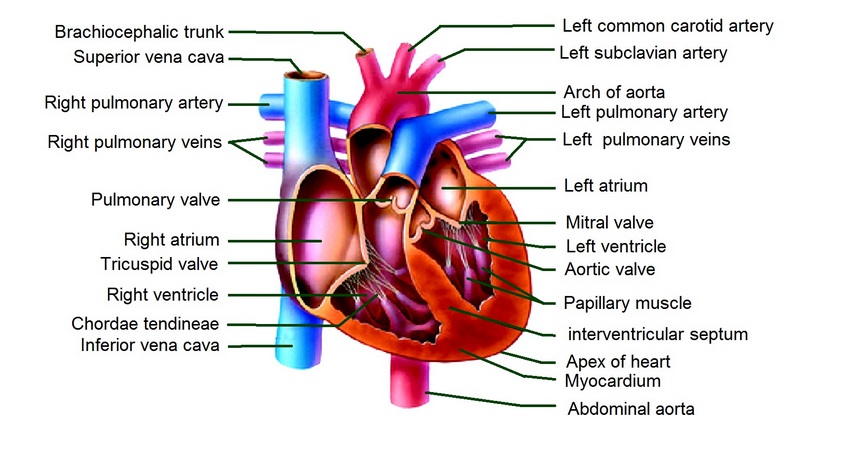 Brachiocephalic trunk
Superior vena cava
Right pulmonary artery
Right pulmonary veins
Pulmonary valve
Right atrium
Tricuspid valve
Right ventricle
Chordae tendineae
Inferior vena cava
Left common carotid artery
Left subclavian artery
Arch of aorta
Left pulmonary artery
Left pulmonary veins
Left atrium
Mitral valve
Left ventricle
Aortic valve
Papillary muscle
interventricular septum
Apex of heart
Myocardium
Abdominal aorta